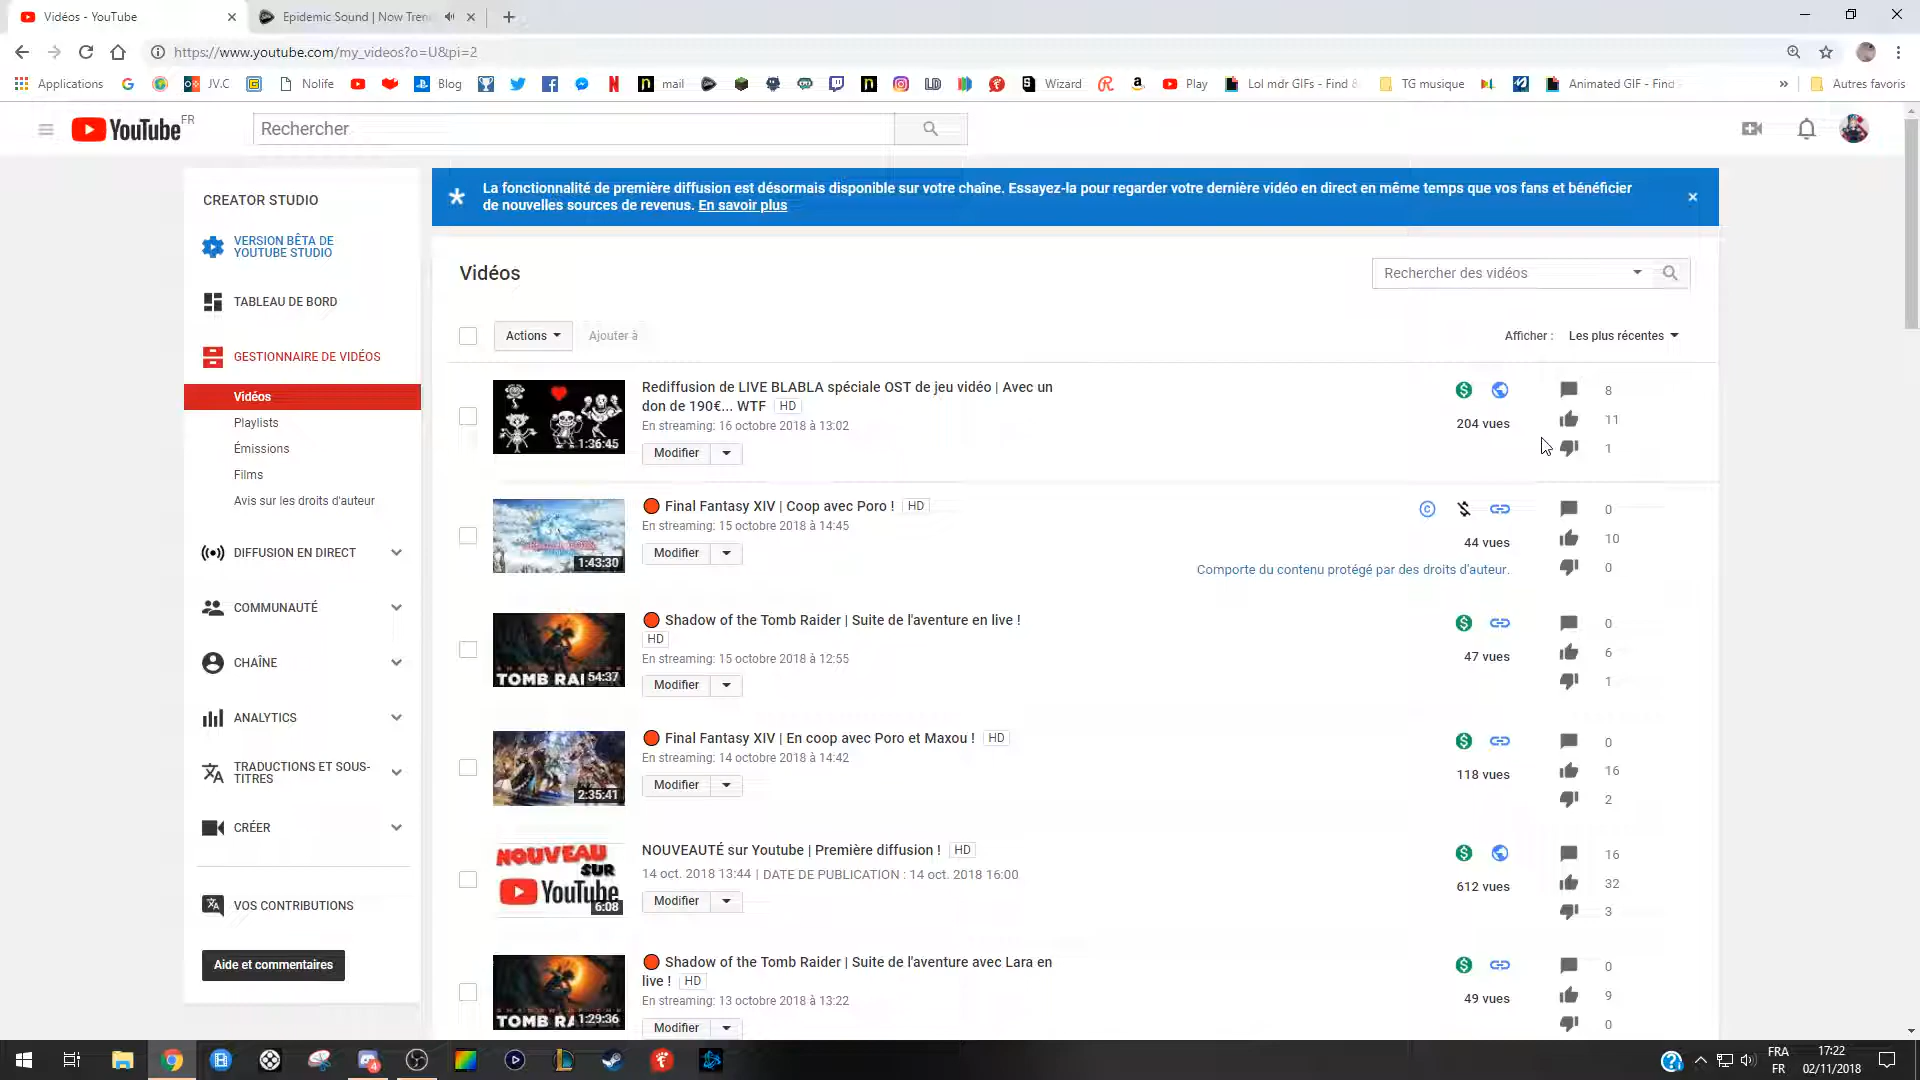 Vidéos - YouTube
Epidemic Sound | Now Tren
https://www.youtube.com/my_videos?o=U&pi=2
Applications
JV.C
Nolife
Blog
mail
Wizard
Play
Lol mdr GIFs - Find &
TG musique
Animated GIF - Find
Autres favoris
YouTube FR
Rechercher
CREATOR STUDIO
VERSION BÊTA DE
YOUTUBE STUDIO
TABLEAU DE BORD
GESTIONNAIRE DE VIDÉOS
Vidéos
Playlists
Émissions
Films
Avis sur les droits d'auteur
DIFFUSION EN DIRECT
COMMUNAUTÉ
CHAÎNE
ANALYTICS
TRADUCTIONS ET SOUS-
TITRES
CRÉER
VOS CONTRIBUTIONS
Aide et commentaires
La fonctionnalité de première diffusion est désormais disponible sur votre chaîne. Essayez-la pour regarder votre dernière vidéo en direct en même temps que vos fans et bénéficier
de nouvelles sources de revenus. En savoir plus
Vidéos
Rechercher des vidéos
Actions
Ajouter à
Afficher : Les plus récentes
1:36:45
Rediffusion de LIVE BLABLA spéciale OST de jeu vidéo | Avec un
don de 190€... WTF HD
En streaming: 16 octobre 2018 à 13:02
Modifier
204 vues
8
11
1
1:43:30
Final Fantasy XIV | Coop avec Poro ! HD
En streaming: 15 octobre 2018 à 14:45
Modifier
44 vues
Comporte du contenu protégé par des droits d'auteur.
0
10
0
TOMB RAI 54:37
Shadow of the Tomb Raider | Suite de l'aventure en live !
HD
En streaming: 15 octobre 2018 à 12:55
Modifier
47 vues
0
6
1
2:35:41
Final Fantasy XIV | En coop avec Poro et Maxou ! HD
En streaming: 14 octobre 2018 à 14:42
Modifier
118 vues
0
16
2
NOUVEAU
SUR
YouTube
6:08
NOUVEAUTÉ sur Youtube | Première diffusion ! HD
14 oct. 2018 13:44 | DATE DE PUBLICATION : 14 oct. 2018 16:00
Modifier
612 vues
16
32
3
TOMB RA 1:29:36
Shadow of the Tomb Raider | Suite de l'aventure avec Lara en
live ! HD
En streaming: 13 octobre 2018 à 13:22
Modifier
49 vues
0
9
0
FRA
FR
17:22
02/11/2018